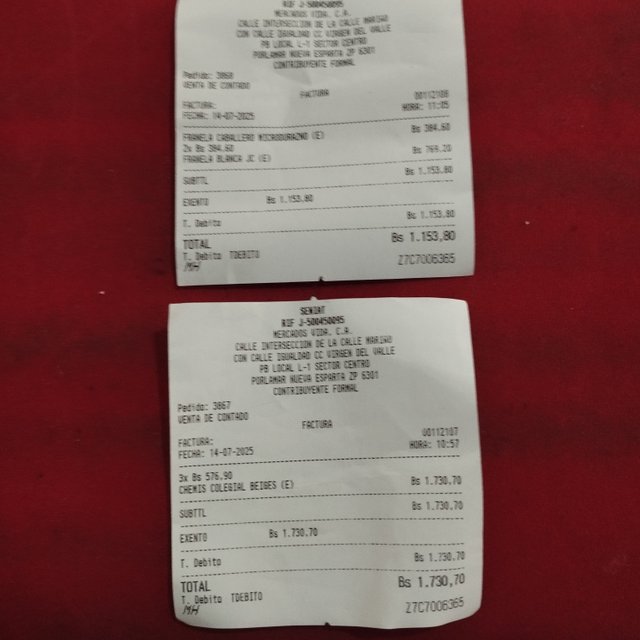 RIF J-500450095
MERCADOS VIDA, C.A.
CALLE INTERSECCION DE LA CALLE MARIÑO
CON CALLE IGUALDAD CC VIRGEN DEL VALLE
PB LOCAL L-1 SECTOR CENTRO
PORLAMAR NUEVA ESPARTA ZP 6301
CONTRIBUYENTE FORMAL
Pedido: 3868
VENTA DE CONTADO
FACTURA
FACTURA: 00112108
FECHA: 14-07-2025 HORA: 11:05
FRANELA CABALLERO MICRODURAZNO (E) Bs 384,60
2x Bs 384,60
FRANELA BLANCA JC (E) Bs 769,20
SUBTTL Bs 1.153,80
EXENTO Bs 1.153,80
T. Debito Bs 1.153,80
TOTAL Bs 1.153,80
T. Debito TDEBITO
MH Z7C7006365
SENIAT
RIF J-500450095
MERCADOS VIDA, C.A.
CALLE INTERSECCION DE LA CALLE MARIÑO
CON CALLE IGUALDAD CC VIRGEN DEL VALLE
PB LOCAL L-1 SECTOR CENTRO
PORLAMAR NUEVA ESPARTA ZP 6301
CONTRIBUYENTE FORMAL
Pedido: 3867
VENTA DE CONTADO
FACTURA
FACTURA: 00112107
FECHA: 14-07-2025 HORA: 10:57
3x Bs 576,90
CHEMIS COLEGIAL BEIGES (E) Bs 1.730,70
SUBTTL Bs 1.730,70
EXENTO Bs 1.730,70
T. Debito Bs 1.730,70
TOTAL Bs 1.730,70
T. Debito TDEBITO
MH Z7C7006365